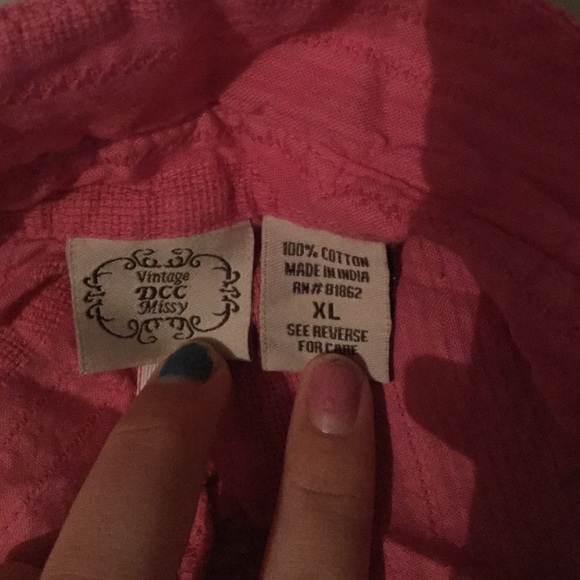 Vintage
DCC
Missy
100% COTTON
MADE IN INDIA
RN# 81862
XL
SEE REVERSE
FOR CARE